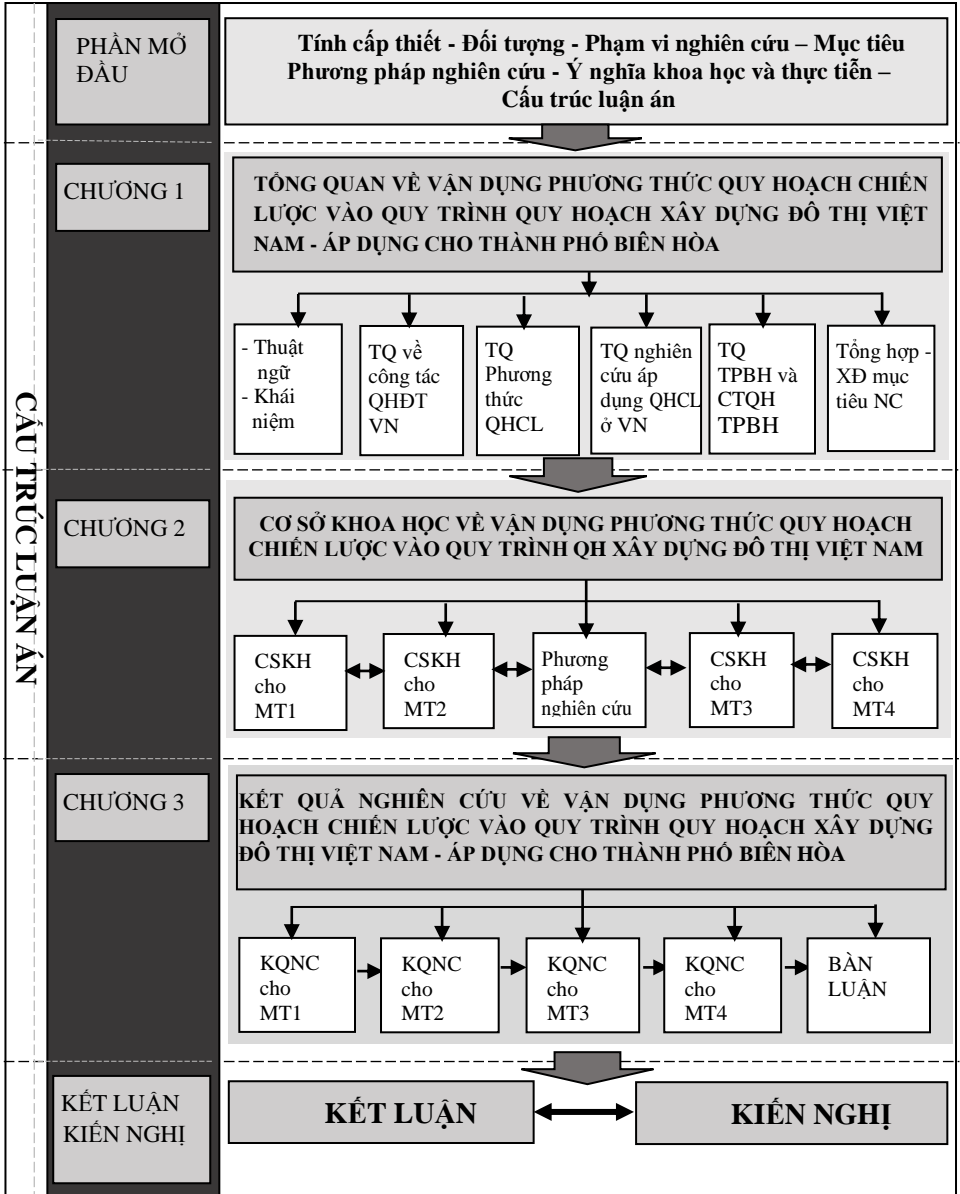 CẤU TRÚC LUẬN ÁN
PHẦN MỞ
ĐẦU
Tính cấp thiết - Đối tượng - Phạm vi nghiên cứu – Mục tiêu
Phương pháp nghiên cứu - Ý nghĩa khoa học và thực tiễn –
Cấu trúc luận án
CHƯƠNG 1
TỔNG QUAN VỀ VẬN DỤNG PHƯƠNG THỨC QUY HOẠCH CHIẾN
LƯỢC VÀO QUY TRÌNH QUY HOẠCH XÂY DỰNG ĐÔ THỊ VIỆT
NAM - ÁP DỤNG CHO THÀNH PHỐ BIÊN HÒA
- Thuật
ngữ
- Khái
niệm
TQ về
công tác
QHĐT
VN
TQ
Phương
thức
QHCL
TQ nghiên
cứu áp
dụng QHCL
ở VN
TQ
TPBH và
CTQH
TPBH
Tổng hợp -
XĐ mục
tiêu NC
CHƯƠNG 2
CƠ SỞ KHOA HỌC VỀ VẬN DỤNG PHƯƠNG THỨC QUY HOẠCH
CHIẾN LƯỢC VÀO QUY TRÌNH QH XÂY DỰNG ĐÔ THỊ VIỆT NAM
CSKH
cho
MT1
CSKH
cho
MT2
Phương
pháp
nghiên cứu
CSKH
cho
MT3
CSKH
cho
MT4
CHƯƠNG 3
KẾT QUẢ NGHIÊN CỨU VỀ VẬN DỤNG PHƯƠNG THỨC QUY
HOẠCH CHIẾN LƯỢC VÀO QUY TRÌNH QUY HOẠCH XÂY DỰNG
ĐÔ THỊ VIỆT NAM - ÁP DỤNG CHO THÀNH PHỐ BIÊN HÒA
KQNC
cho
MT1
KQNC
cho
MT2
KQNC
cho
MT3
KQNC
cho
MT4
BÀN
LUẬN
KẾT LUẬN
KIẾN NGHỊ
KẾT LUẬN
KIẾN NGHỊ